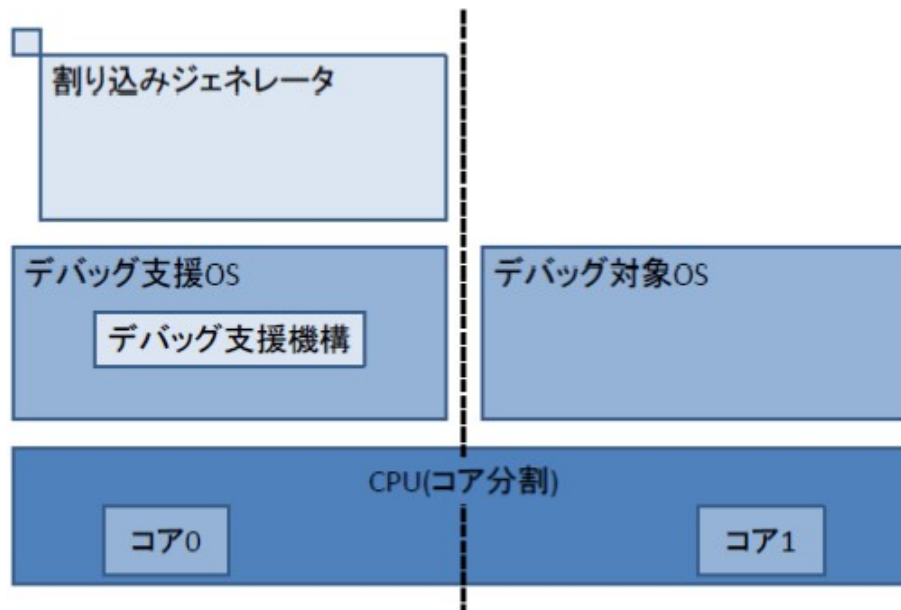 割り込みジェネレータ
デバッグ支援OS
デバッグ支援機構
デバッグ対象OS
CPU(コア分割)
コア0
コア1